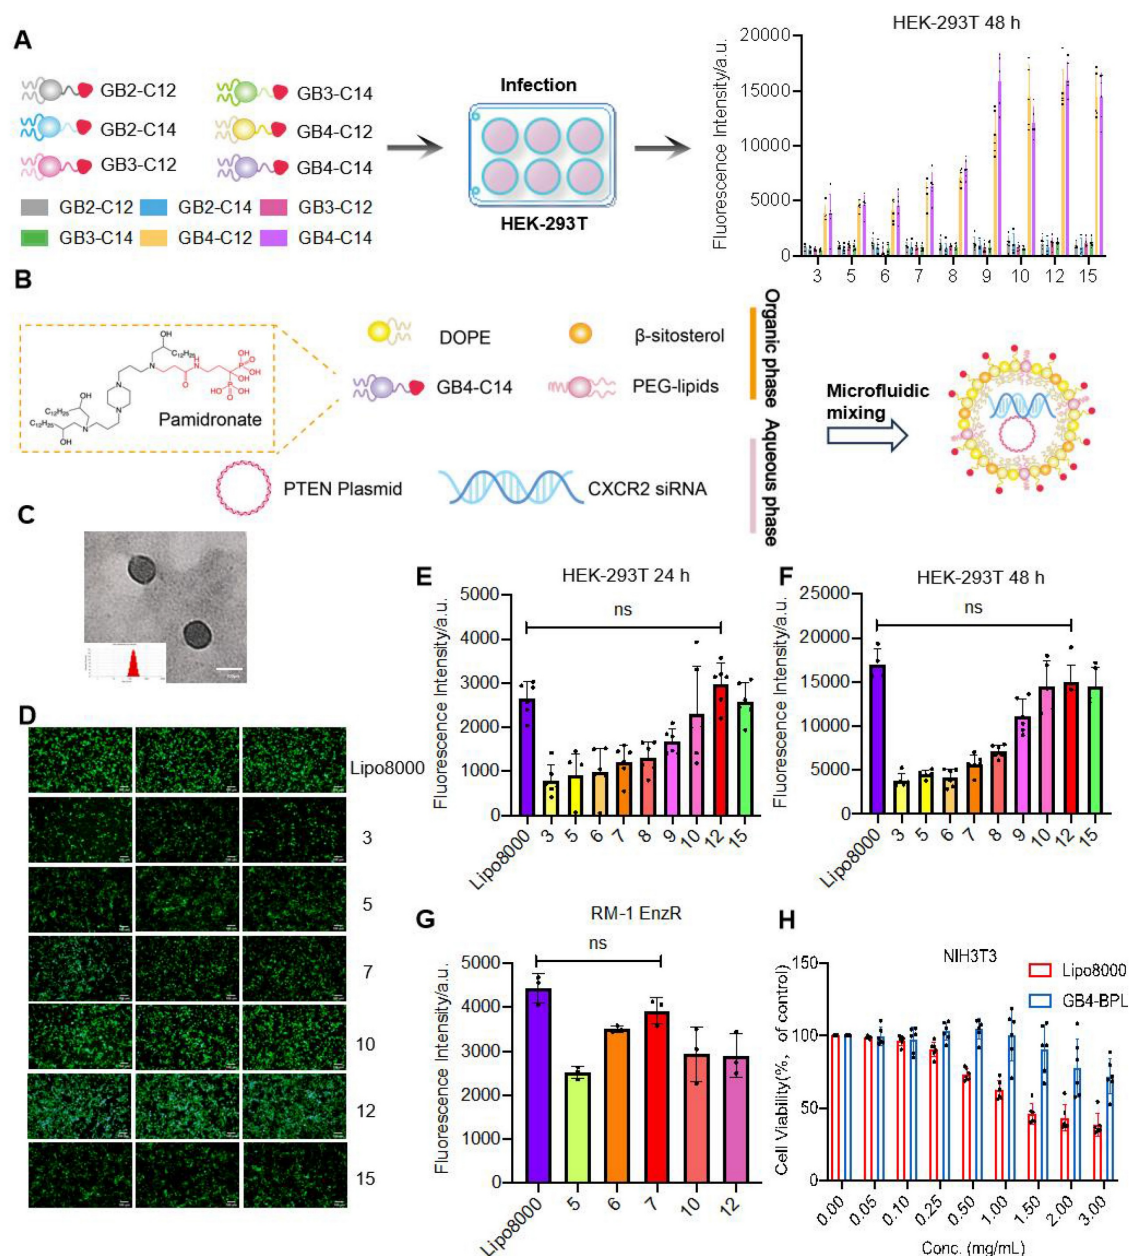 A
GB2-C12
GB2-C14
GB3-C12
GB3-C14
GB4-C12
GB4-C14
GB2-C12 GB2-C14 GB3-C12
GB3-C14 GB4-C12 GB4-C14
Infection
HEK-293T
HEK-293T 48 h
Fluorescence Intensity/a.u.
20000
15000
10000
5000
0
3 5 6 7 8 9 10 12 15
B
OH
C12H25
N
O
H
N
OH
P
HO
Pamidronate
DOPE
β-sitosterol
GB4-C14
PEG-lipids
PTEN Plasmid
CXCR2 siRNA
Organic phase
Aqueous phase
Microfluidic
mixing
C
D
Lipo8000
3
5
7
10
12
15
E
HEK-293T 24 h
ns
Fluorescence Intensity/a.u.
5000
4000
3000
2000
1000
0
Lipo8000 3 5 6 7 8 9 10 12 15
F
HEK-293T 48 h
ns
Fluorescence Intensity/a.u.
25000
20000
15000
10000
5000
0
Lipo8000 3 5 6 7 8 9 10 12 15
G
RM-1 EnzR
ns
Fluorescence Intensity/a.u.
5000
4000
3000
2000
1000
0
Lipo8000 5 6 7 10 12
H
NIH3T3
Lipo8000
GB4-BPL
Cell Viability(%, of control)
150
100
50
0
0.00 0.05 0.10 0.25 0.50 1.00 1.50 2.00 3.00
Conc. (mg/mL)